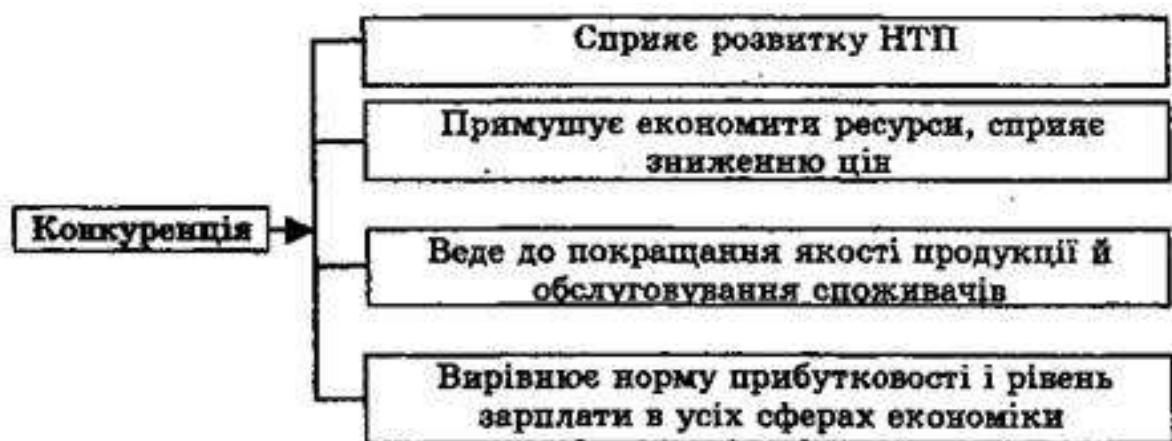 Сприяє розвитку НТП
Примушує економити ресурси, сприяє
зниженню цін
Конкуренція
Веде до покращання якості продукції й
обслуговування споживачів
Вирівнює норму прибутковості і рівень
зарплати в усіх сферах економіки